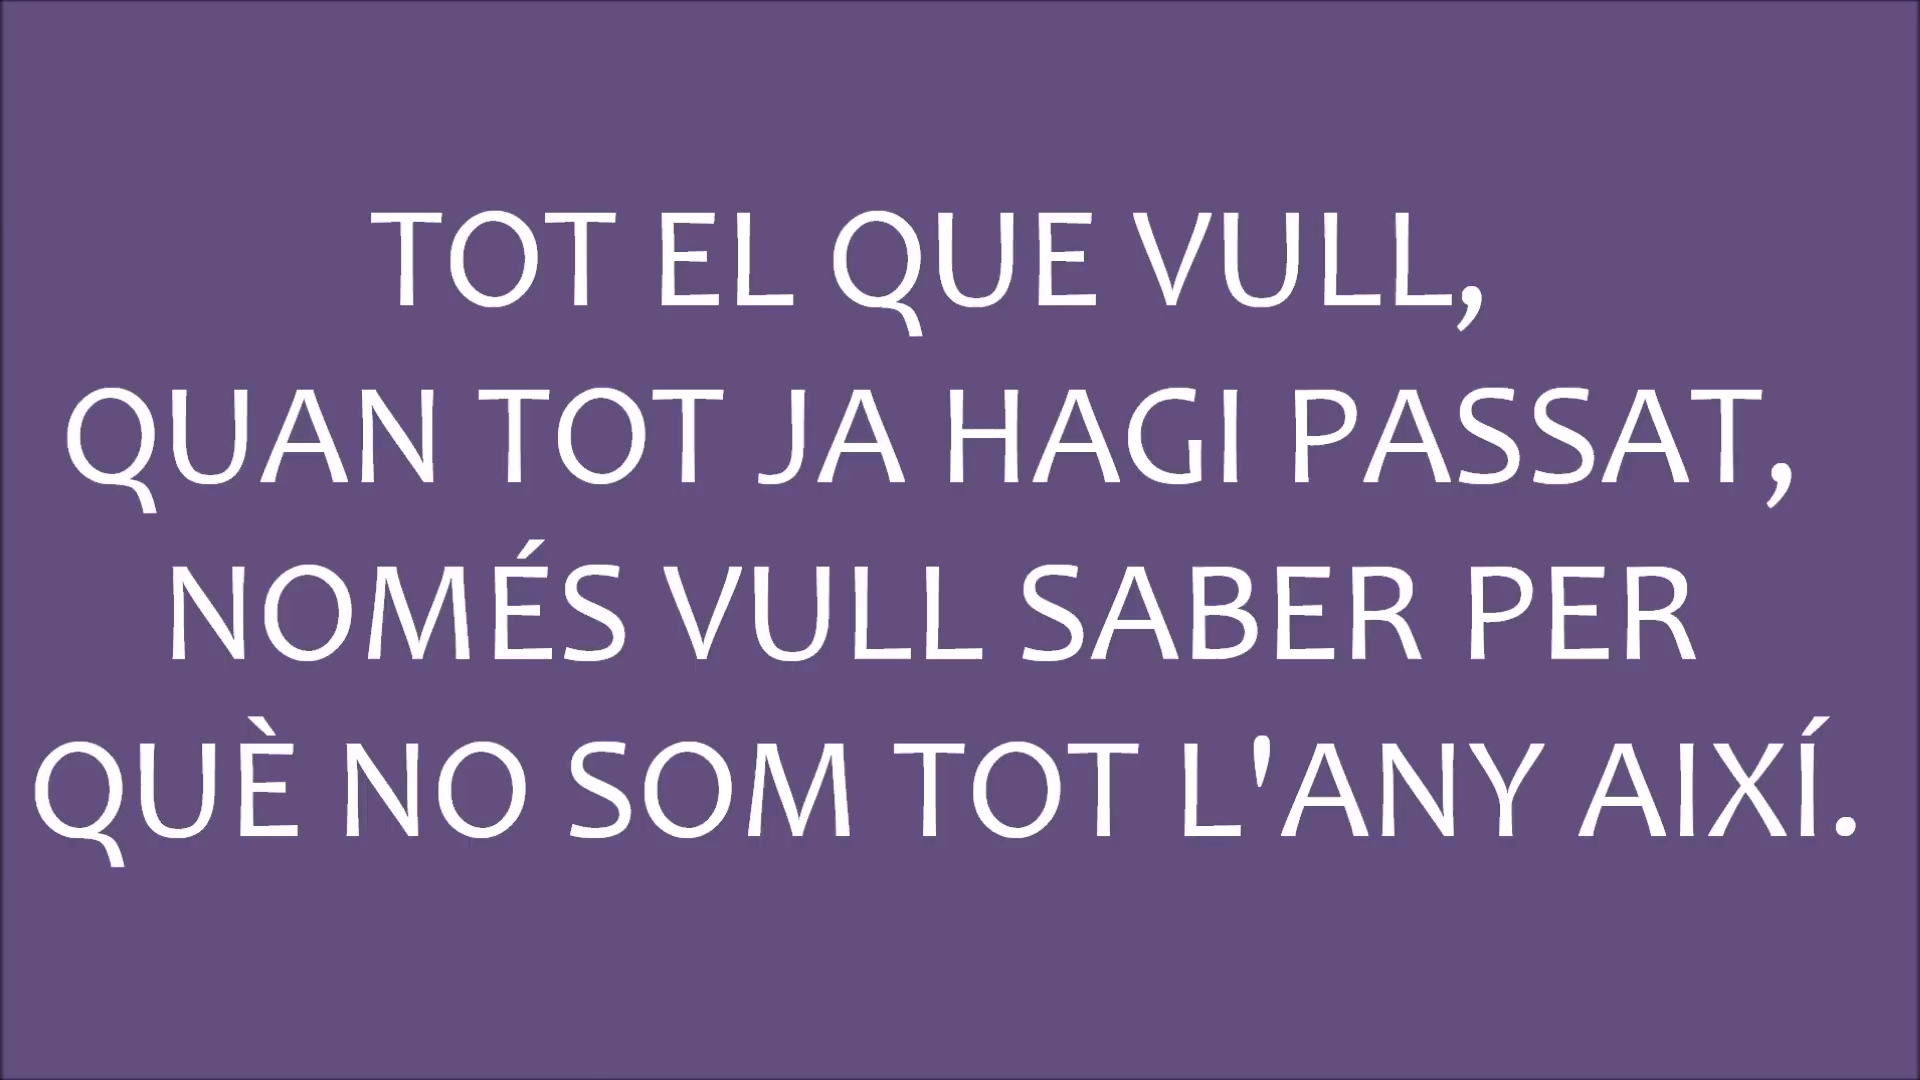 TOT EL QUE VULL,
QUAN TOT JA HAGI PASSAT,
NOMÉS VULL SABER PER
QUÈ NO SOM TOT L'ANY AIXÍ.